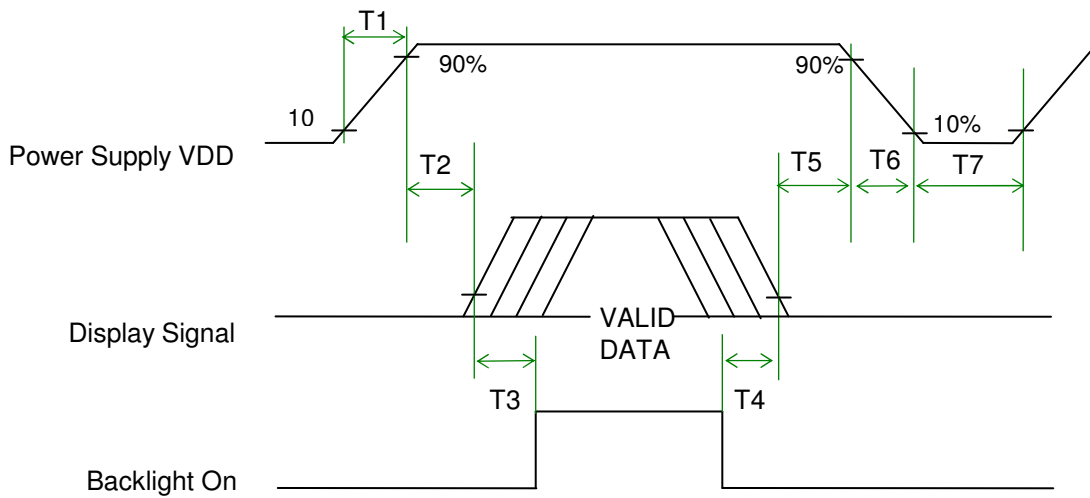 T1
90%
90%
10
10%
Power Supply VDD
T2
T5
T6
T7
Display Signal
VALID
DATA
T3
T4
Backlight On